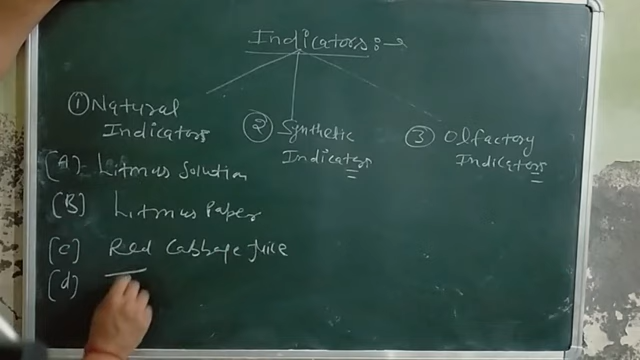 Indicators:→
① Natural Indicators
② Synthetic Indicators
③ Olfactory Indicators
(A) Litmus Solution
(B) Litmus Paper
(c) Red Cabbage Juice
(d)